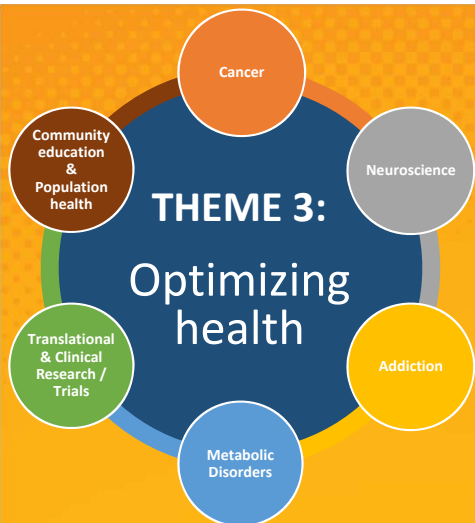 Cancer
Neuroscience
Addiction
Metabolic
Disorders
Translational
& Clinical
Research /
Trials
Community
education
&
Population
health
THEME 3:
Optimizing
health